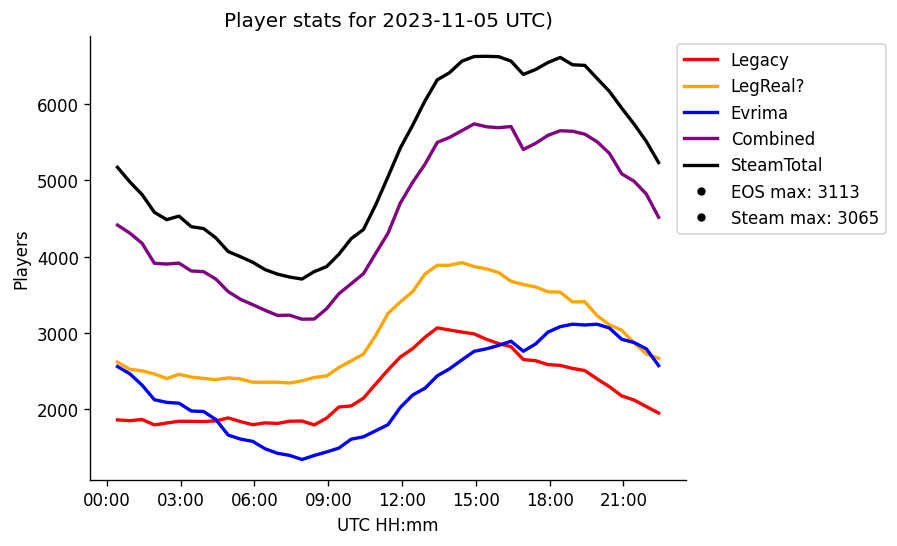 Player stats for 2023-11-05 UTC)
Legacy
LegReal?
Evrima
Combined
SteamTotal
EOS max: 3113
Steam max: 3065
Players
6000
5000
4000
3000
2000
00:00 03:00 06:00 09:00 12:00 15:00 18:00 21:00
UTC HH:mm